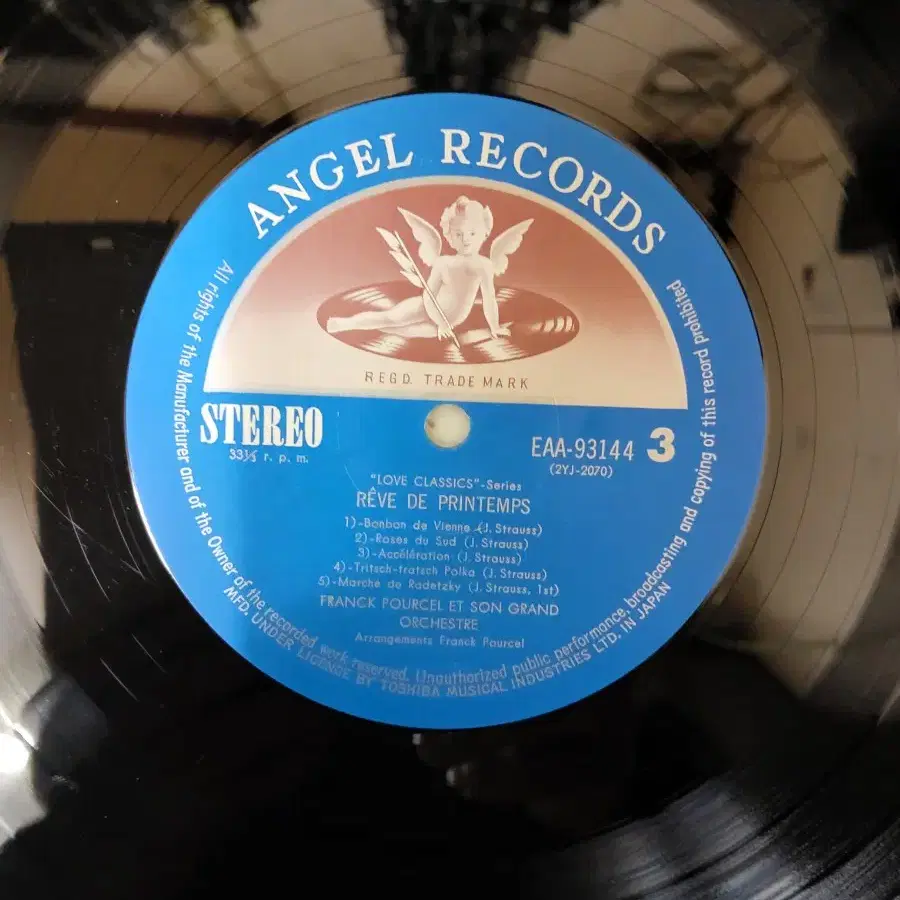 ANGEL RECORDS
REG'D. TRADE MARK
STEREO
33⅓ r. p. m.
EAA-93144 3
(2YJ-2070)
"LOVE CLASSICS"-Series
RÊVE DE PRINTEMPS
1)-Bonbon de Vienne (J. Strauss)
2)-Roses du Sud (J. Strauss)
3)-Accélération (J. Strauss)
4)-Tritsch-tratsch Polka (J. Strauss)
5)-Marche de Radetzky (J. Strauss, 1st)
FRANCK POURCEL ET SON GRAND
ORCHESTRE
Arrangements Franck Pourcel
All rights of the Manufacturer and of the Owner of the recorded work reserved. Unauthorized public performance, broadcasting and copying of this record prohibited
MFD. UNDER LICENCE BY TOSHIBA MUSICAL INDUSTRIES LTD. IN JAPAN